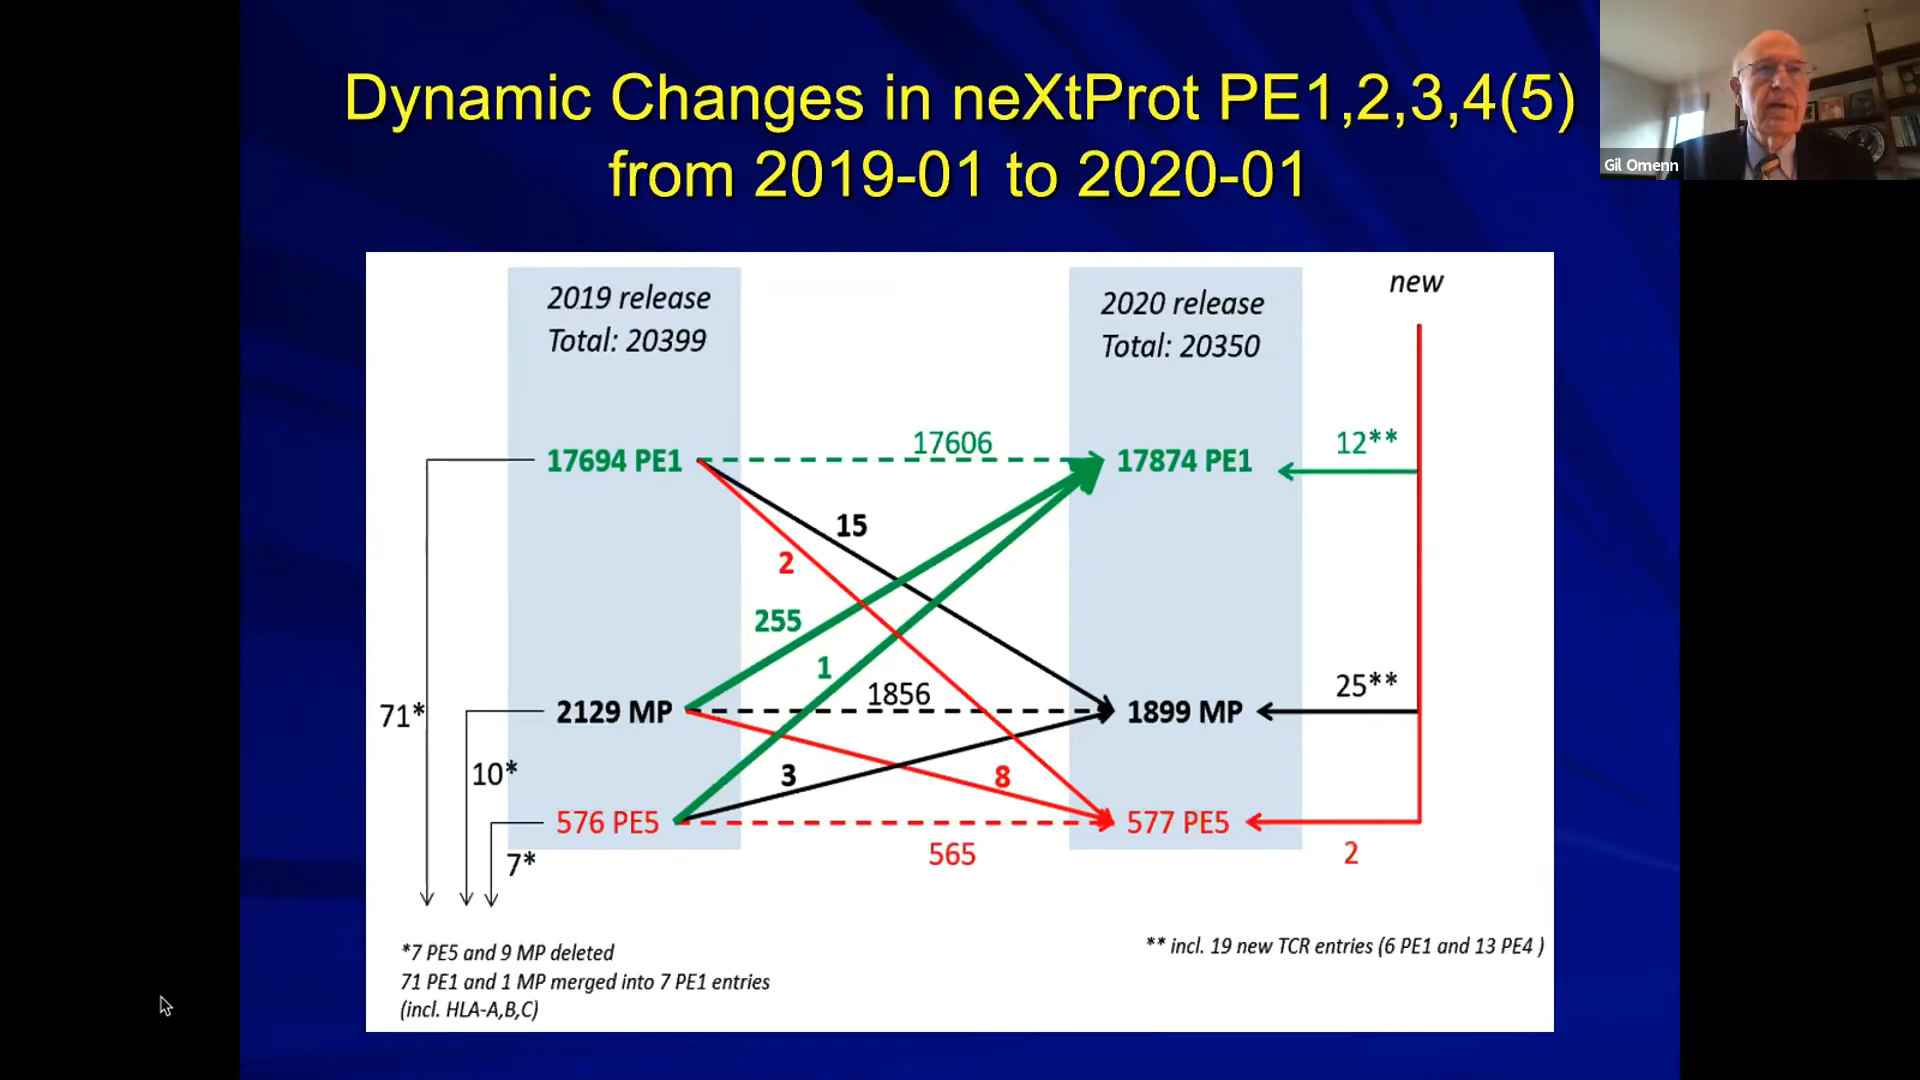 Dynamic Changes in neXtProt PE1,2,3,4(5)
from 2019-01 to 2020-01
Gil Omenn
2019 release
Total: 20399
2020 release
Total: 20350
new
17694 PE1
17606
17874 PE1
12**
15
2
255
1
2129 MP
1856
1899 MP
25**
71*
10*
3
8
576 PE5
565
577 PE5
2
7*
*7 PE5 and 9 MP deleted
71 PE1 and 1 MP merged into 7 PE1 entries
(incl. HLA-A,B,C)
** incl. 19 new TCR entries (6 PE1 and 13 PE4 )